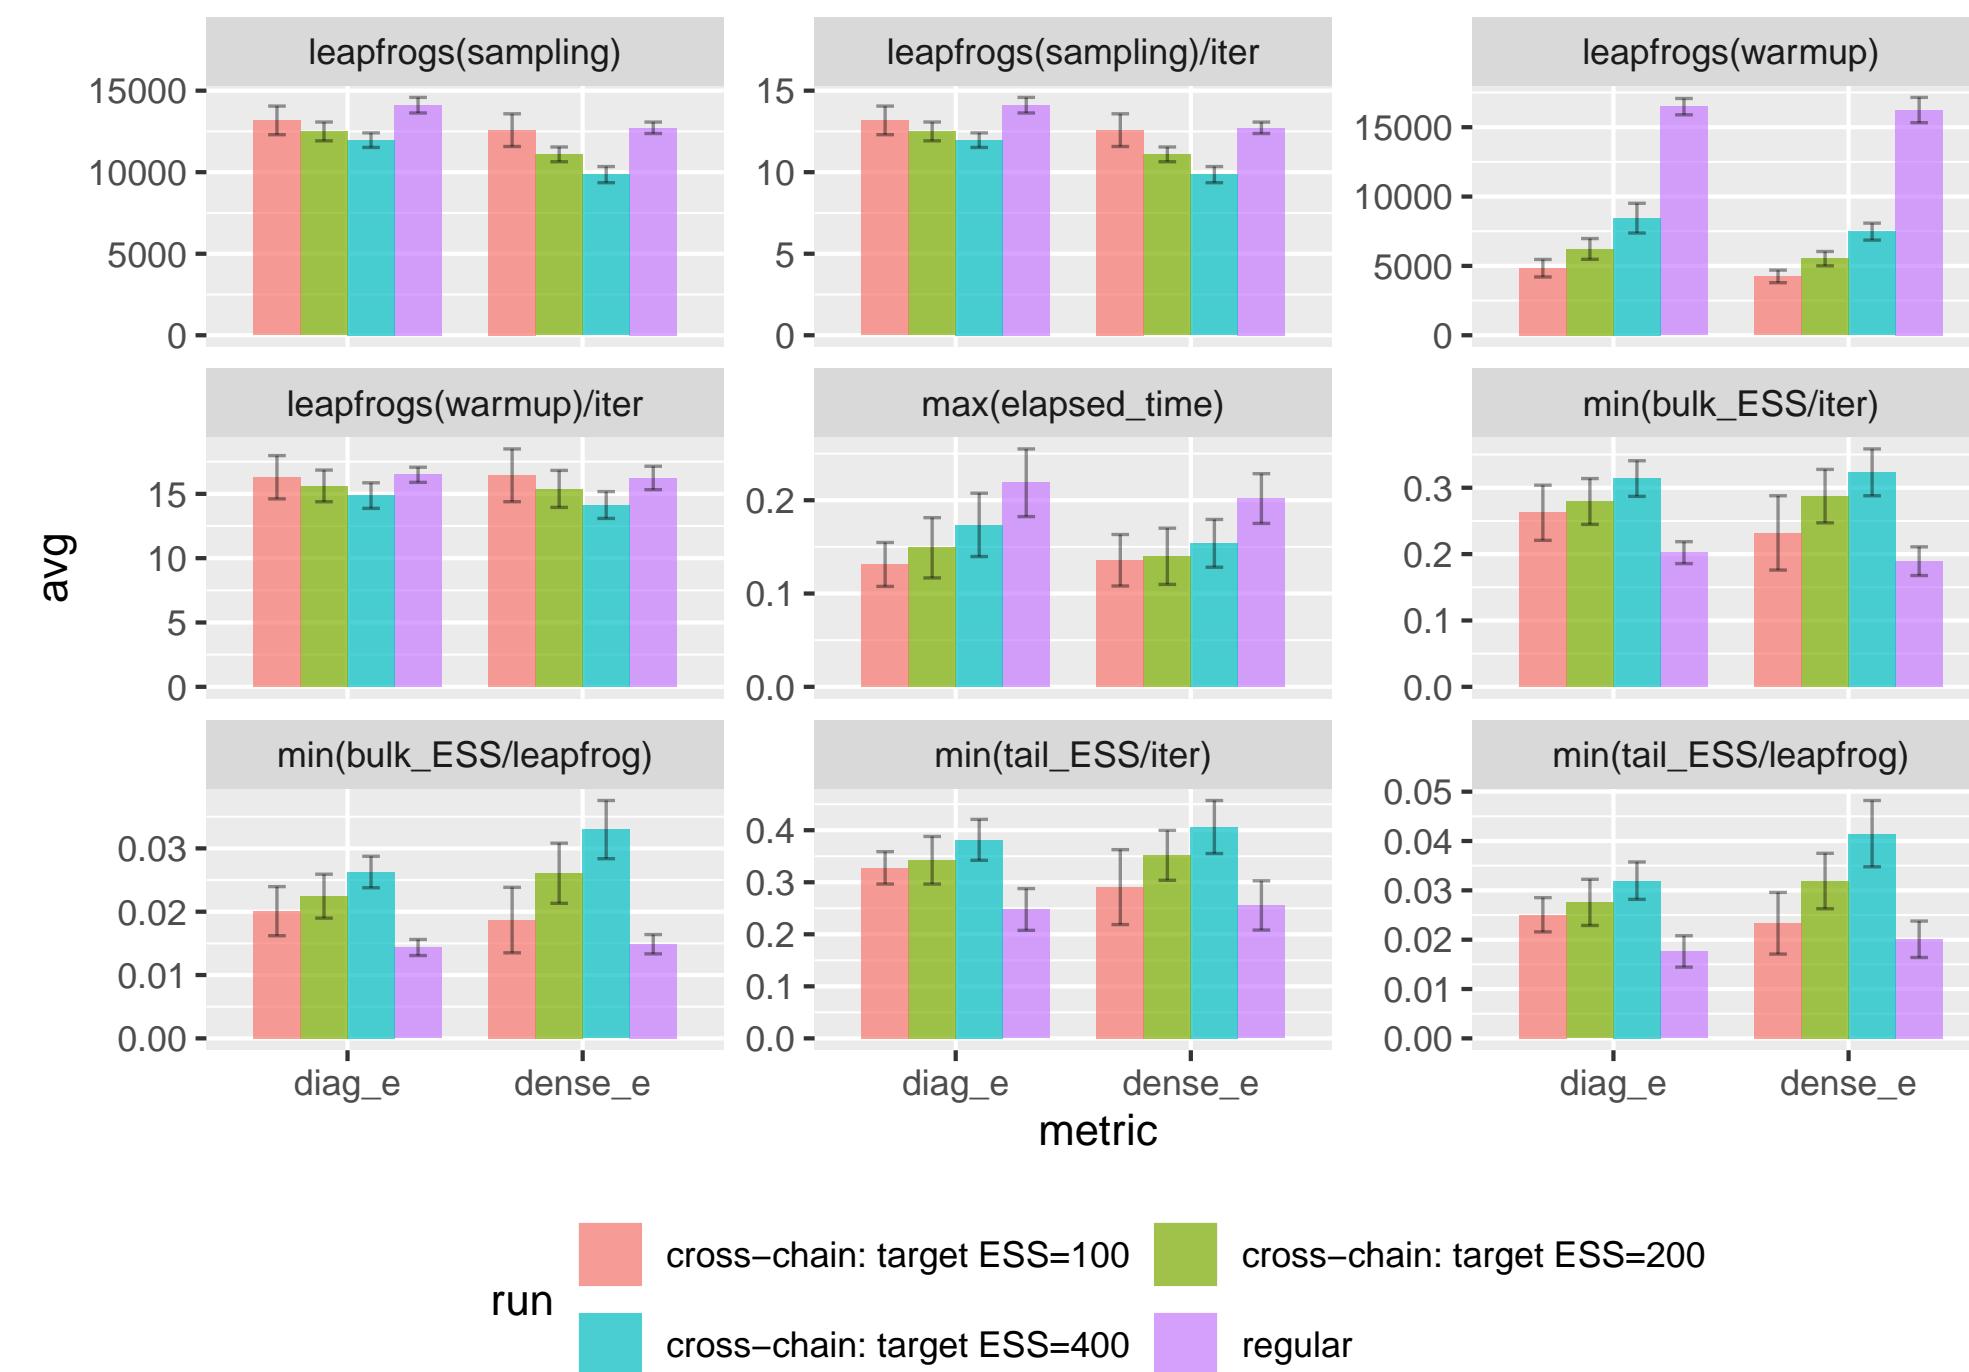 leapfrogs(sampling)
leapfrogs(sampling)/iter
leapfrogs(warmup)
15000
10000
5000
0
15
10
5
0
15000
10000
5000
0
leapfrogs(warmup)/iter
max(elapsed_time)
min(bulk_ESS/iter)
15
10
5
0
0.2
0.1
0.0
0.3
0.2
0.1
0.0
avg
min(bulk_ESS/leapfrog)
min(tail_ESS/iter)
min(tail_ESS/leapfrog)
0.03
0.02
0.01
0.00
0.4
0.3
0.2
0.1
0.0
0.05
0.04
0.03
0.02
0.01
0.00
diag_e
dense_e
diag_e
dense_e
diag_e
dense_e
metric
run
cross−chain: target ESS=100
cross−chain: target ESS=200
cross−chain: target ESS=400
regular